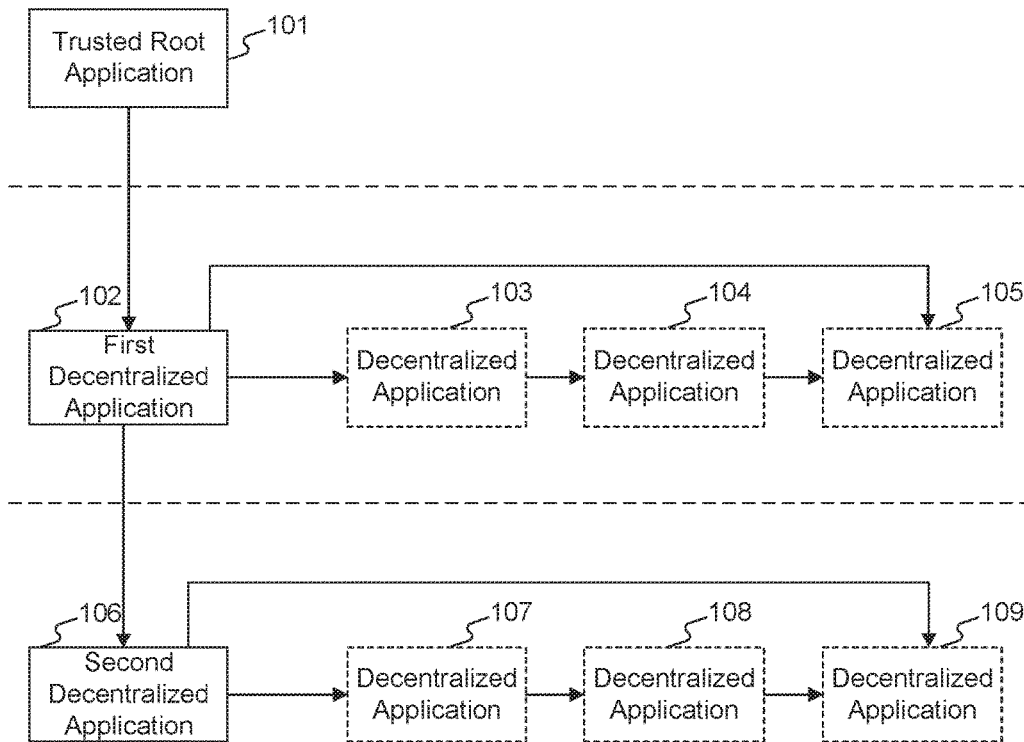 Trusted Root
Application
101
102
First
Decentralized
Application
103
Decentralized
Application
104
Decentralized
Application
105
Decentralized
Application
106
Second
Decentralized
Application
107
Decentralized
Application
108
Decentralized
Application
109
Decentralized
Application